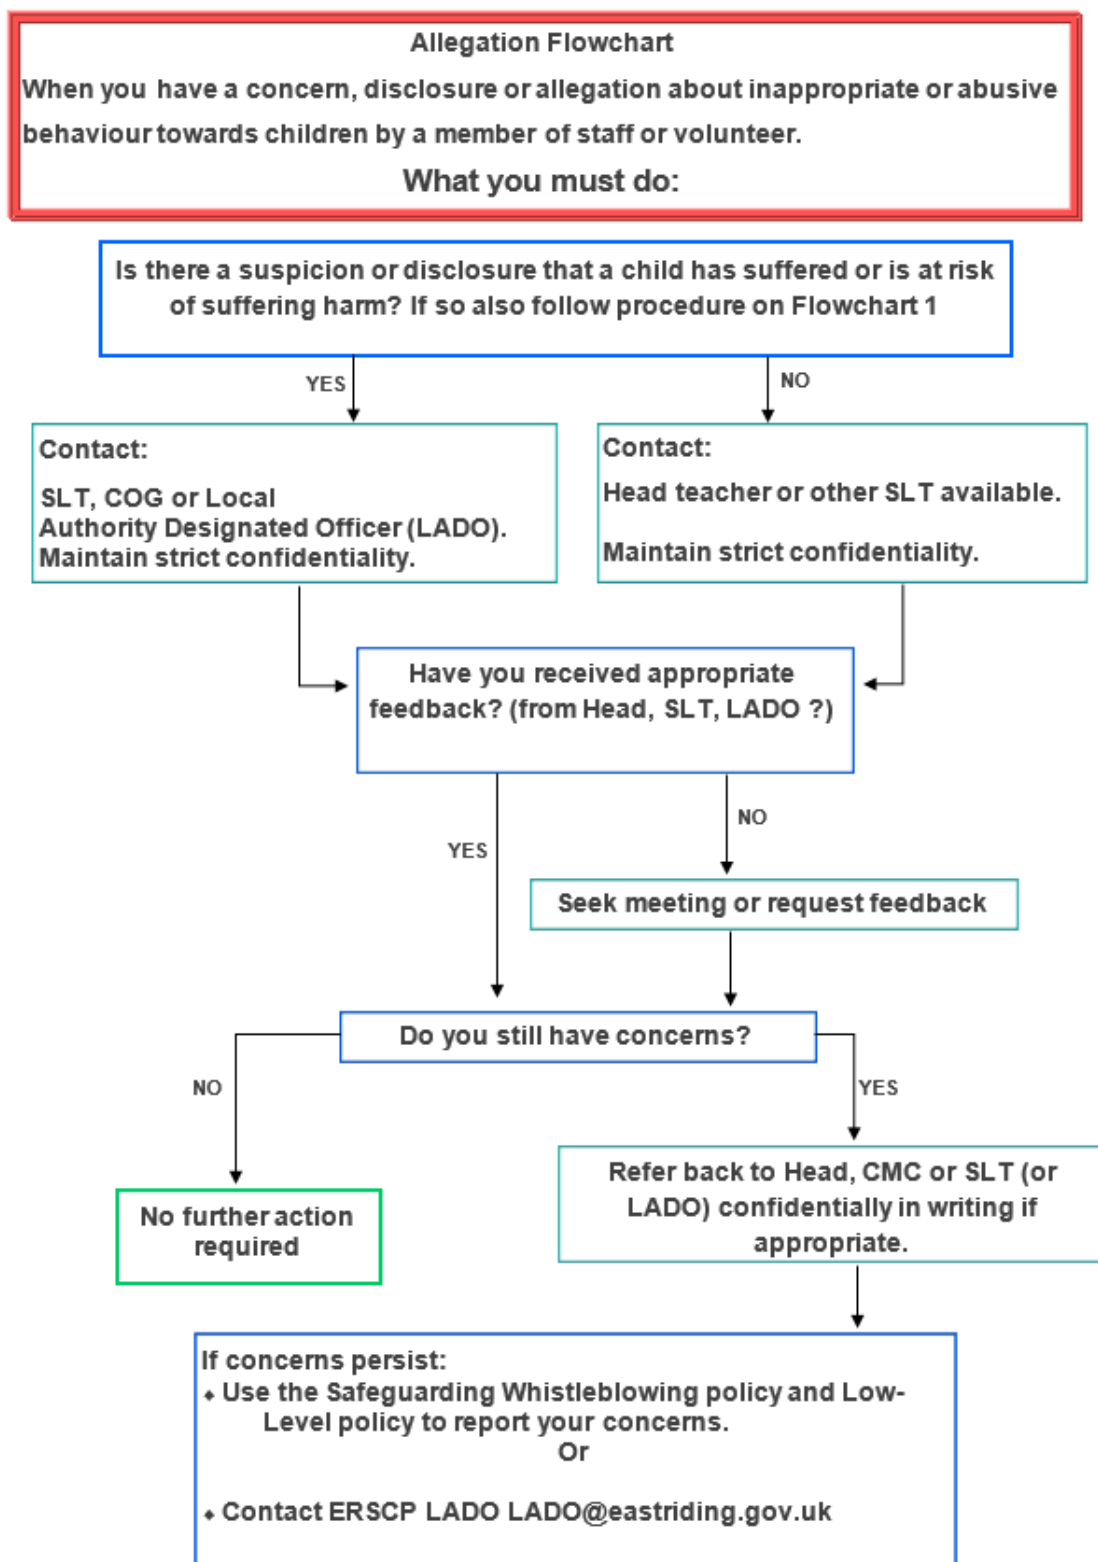 Allegation Flowchart
When you have a concern, disclosure or allegation about inappropriate or abusive
behaviour towards children by a member of staff or volunteer.
What you must do:
Is there a suspicion or disclosure that a child has suffered or is at risk
of suffering harm? If so also follow procedure on Flowchart 1
YES
NO
Contact:
SLT, COG or Local
Authority Designated Officer (LADO).
Maintain strict confidentiality.
Contact:
Head teacher or other SLT available.
Maintain strict confidentiality.
Have you received appropriate
feedback? (from Head, SLT, LADO ?)
YES
NO
Seek meeting or request feedback
Do you still have concerns?
NO
YES
No further action
required
Refer back to Head, CMC or SLT (or
LADO) confidentially in writing if
appropriate.
If concerns persist:
⬥ Use the Safeguarding Whistleblowing policy and Low-
Level policy to report your concerns.
Or
⬥ Contact ERSCP LADO LADO@eastriding.gov.uk